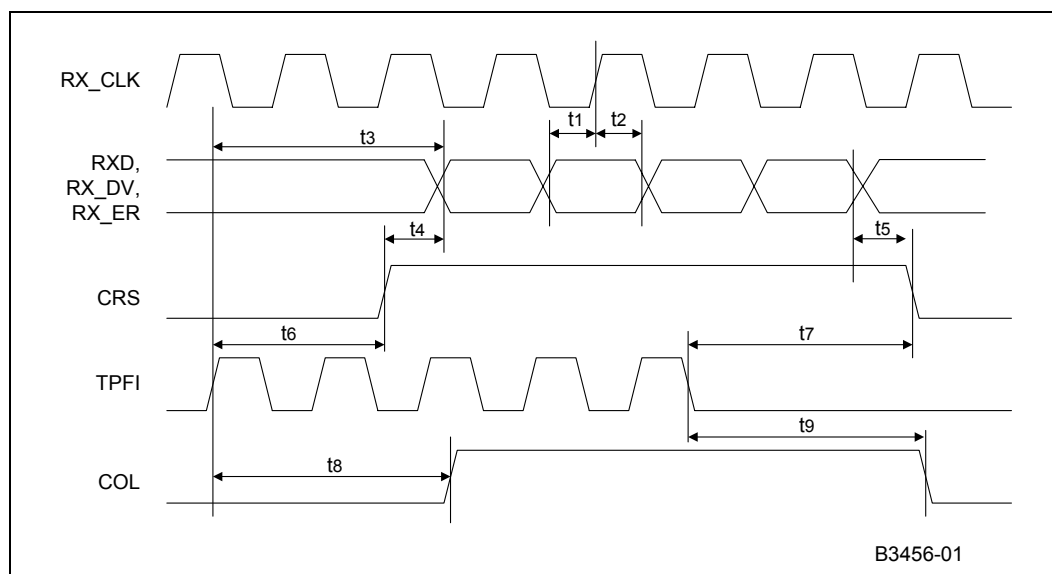 RX_CLK
t1
t2
t3
RXD,
RX_DV,
RX_ER
t4
t5
CRS
t6
t7
TPFI
t9
t8
COL
B3456-01